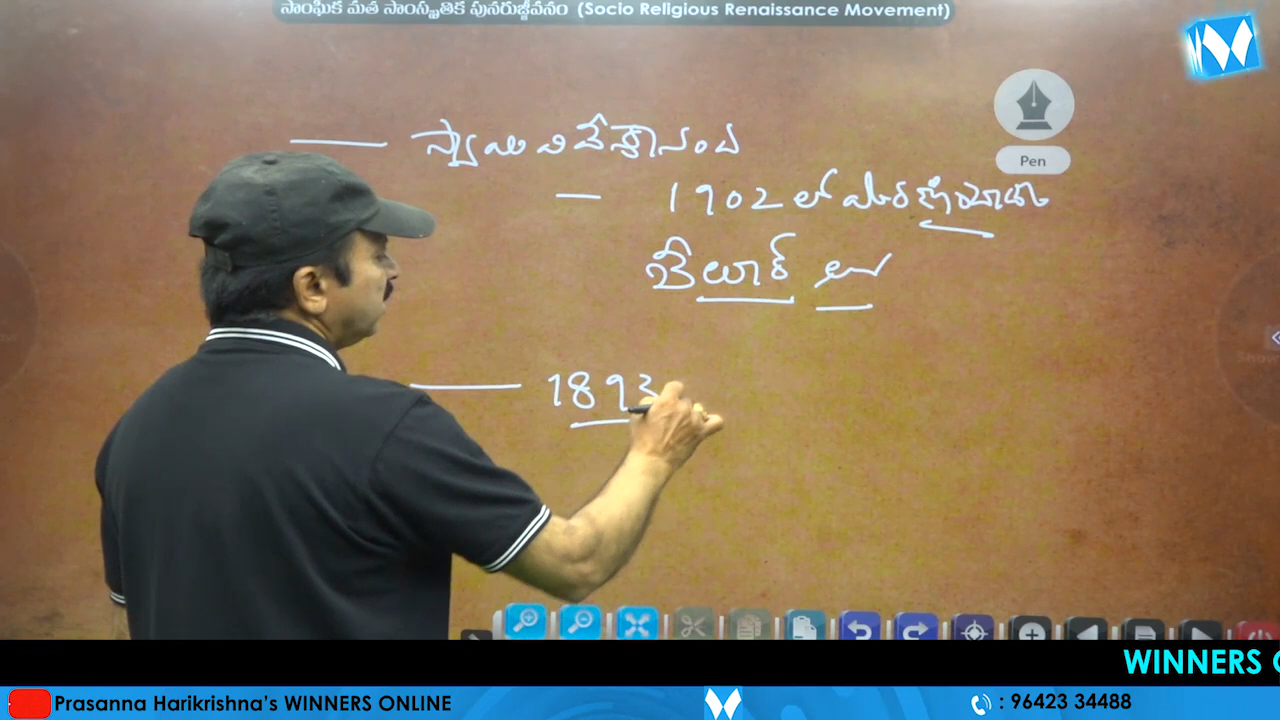 సాంఘిక మత సాంస్కృతిక పునరుజ్జీవనం (Socio Religious Renaissance Movement)
Pen
— స్వామి వివేకానంద
— 1902 లో మరణించారు
బేలూర్ లో
— 1893
WINNERS
Prasanna Harikrishna's WINNERS ONLINE
: 96423 34488